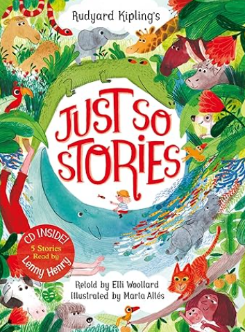 Rudyard Kipling's
JUST SO
STORIES
CD INSIDE!
5 Stories
Read by
Lenny Henry
Retold by Elli Woollard
Illustrated by Marta Altés